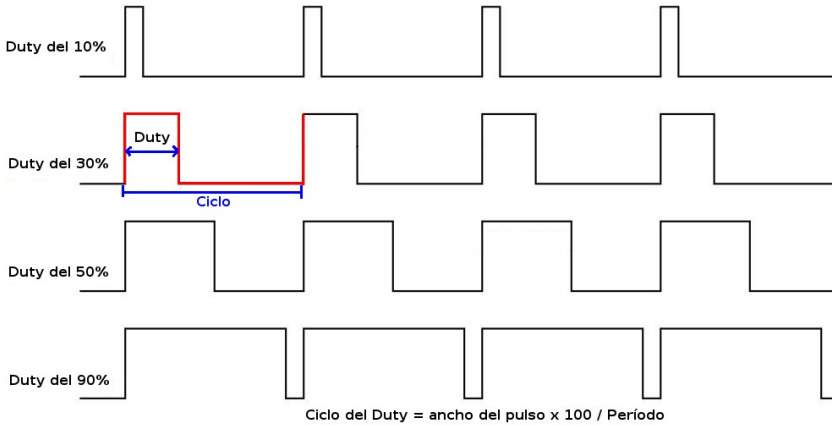 Duty del 10%
Duty
Duty del 30%
Ciclo
Duty del 50%
Duty del 90%
Ciclo del Duty = ancho del pulso x 100 / Período